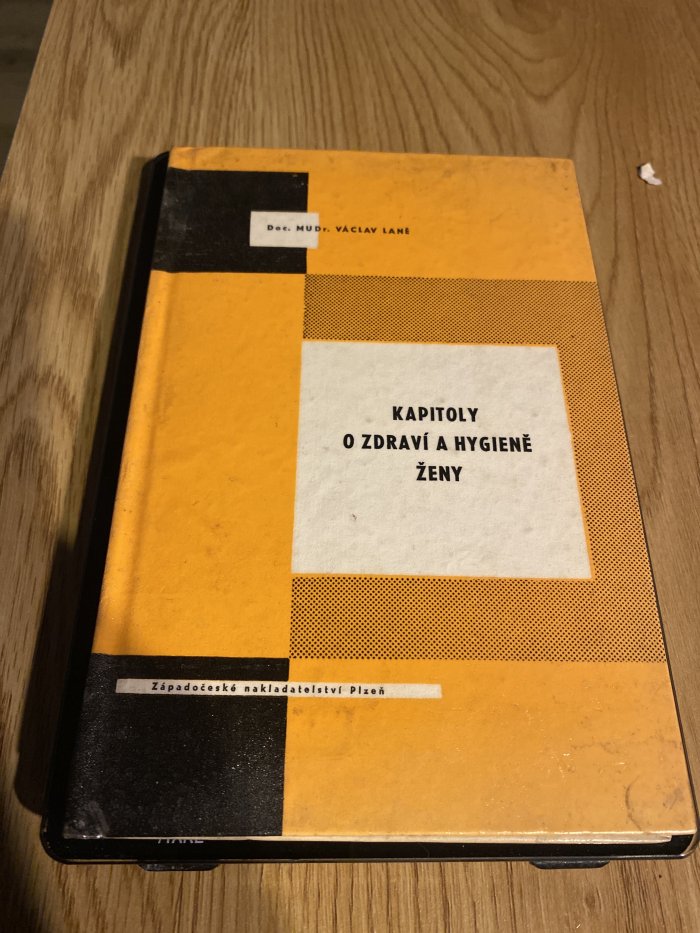 Doc. MUDr. VÁCLAV LANĚ
KAPITOLY
O ZDRAVÍ A HYGIENĚ
ŽENY
Západočeské nakladatelství Plzeň